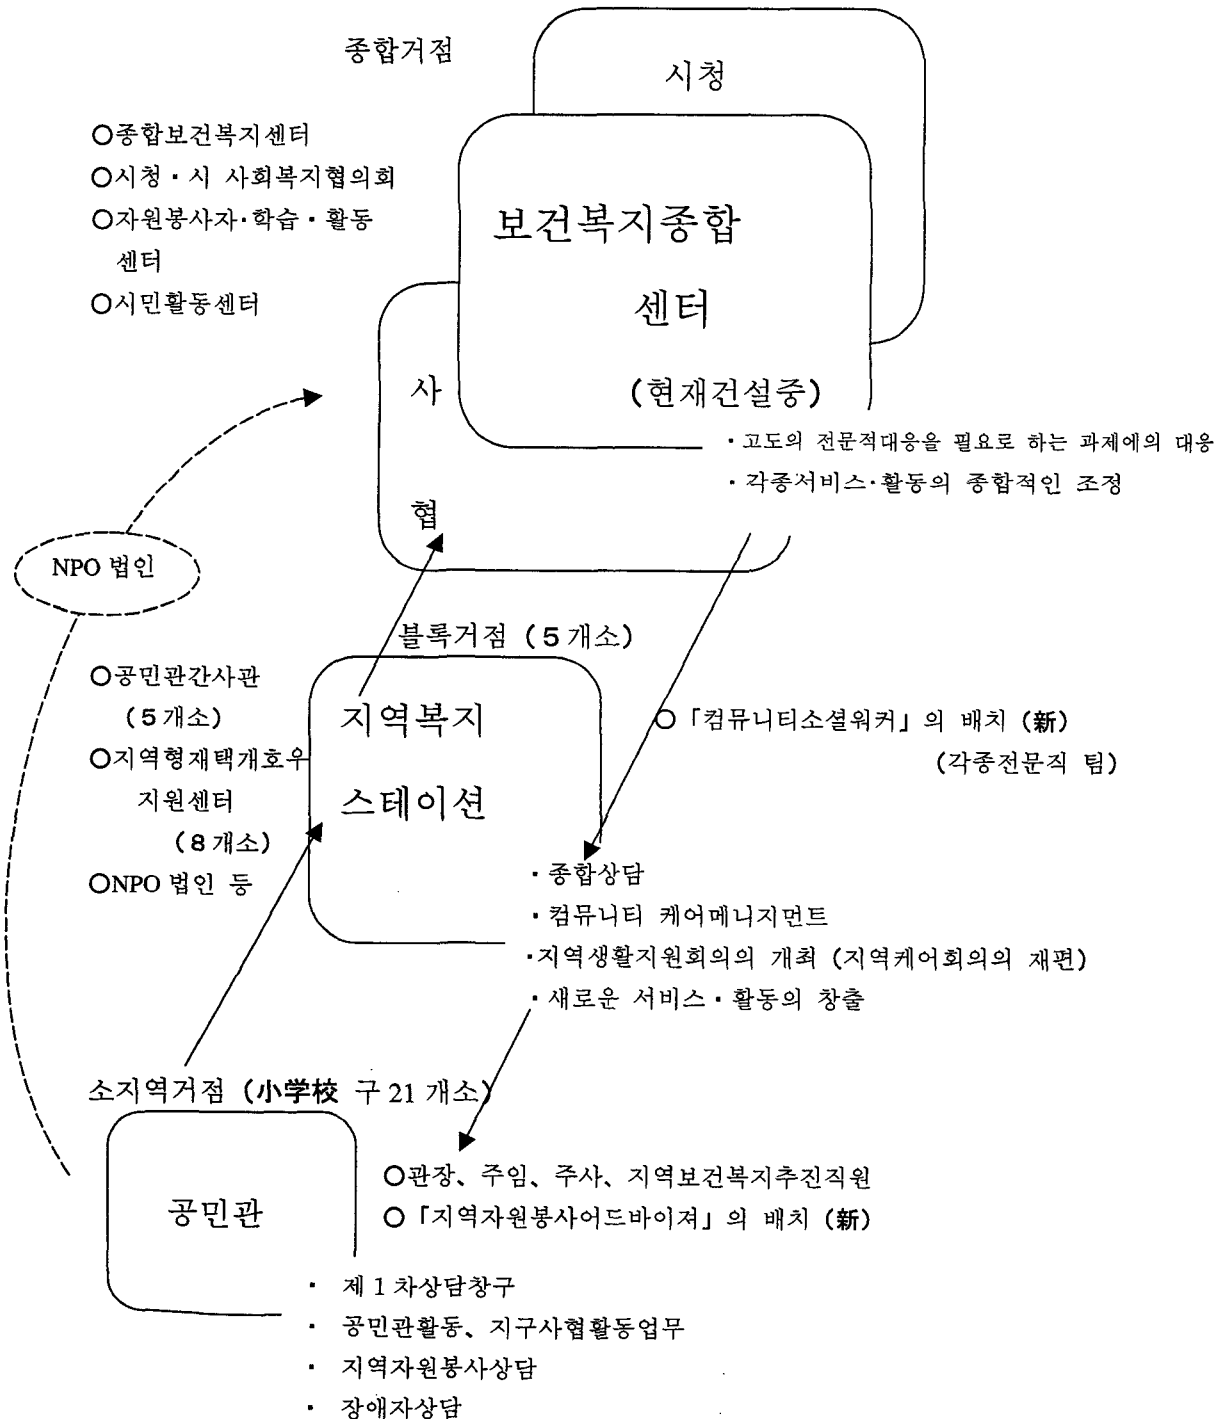 종합거점
시청
○종합보건복지센터
○시청·시 사회복지협의회
○자원봉사자·학습·활동
센터
○시민활동센터
보건복지종합
센터
(현재건설중)
사
협
·고도의 전문적대응을 필요로 하는 과제에의 대응
·각종서비스·활동의 종합적인 조정
NPO 법인
블록거점 (5개소)
○공민관간사관
(5개소)
○지역형재택개호우
지원센터
(8개소)
○NPO 법인 등
지역복지
스테이션
○「컴뮤니티소셜워커」의 배치 (新)
(각종전문직 팀)
·종합상담
·컴뮤니티 케어메니지먼트
·지역생활지원회의의 개최 (지역케어회의의 재편)
·새로운 서비스·활동의 창출
소지역거점 (小学校 구 21 개소)
공민관
○관장、주임、주사、지역보건복지추진직원
○「지역자원봉사어드바이져」의 배치 (新)
· 제 1 차상담창구
· 공민관활동、지구사협활동업무
· 지역자원봉사상담
· 장애자상담